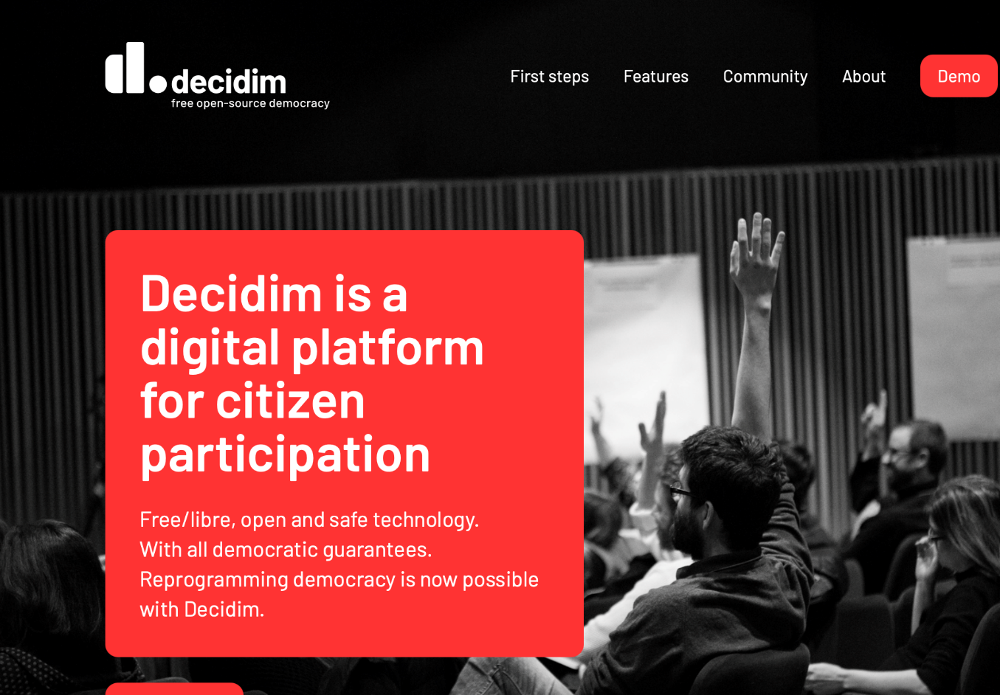 decidim
free open-source democracy
First steps
Features
Community
About
Demo
Decidim is a
digital platform
for citizen
participation
Free/libre, open and safe technology.
With all democratic guarantees.
Reprogramming democracy is now possible
with Decidim.